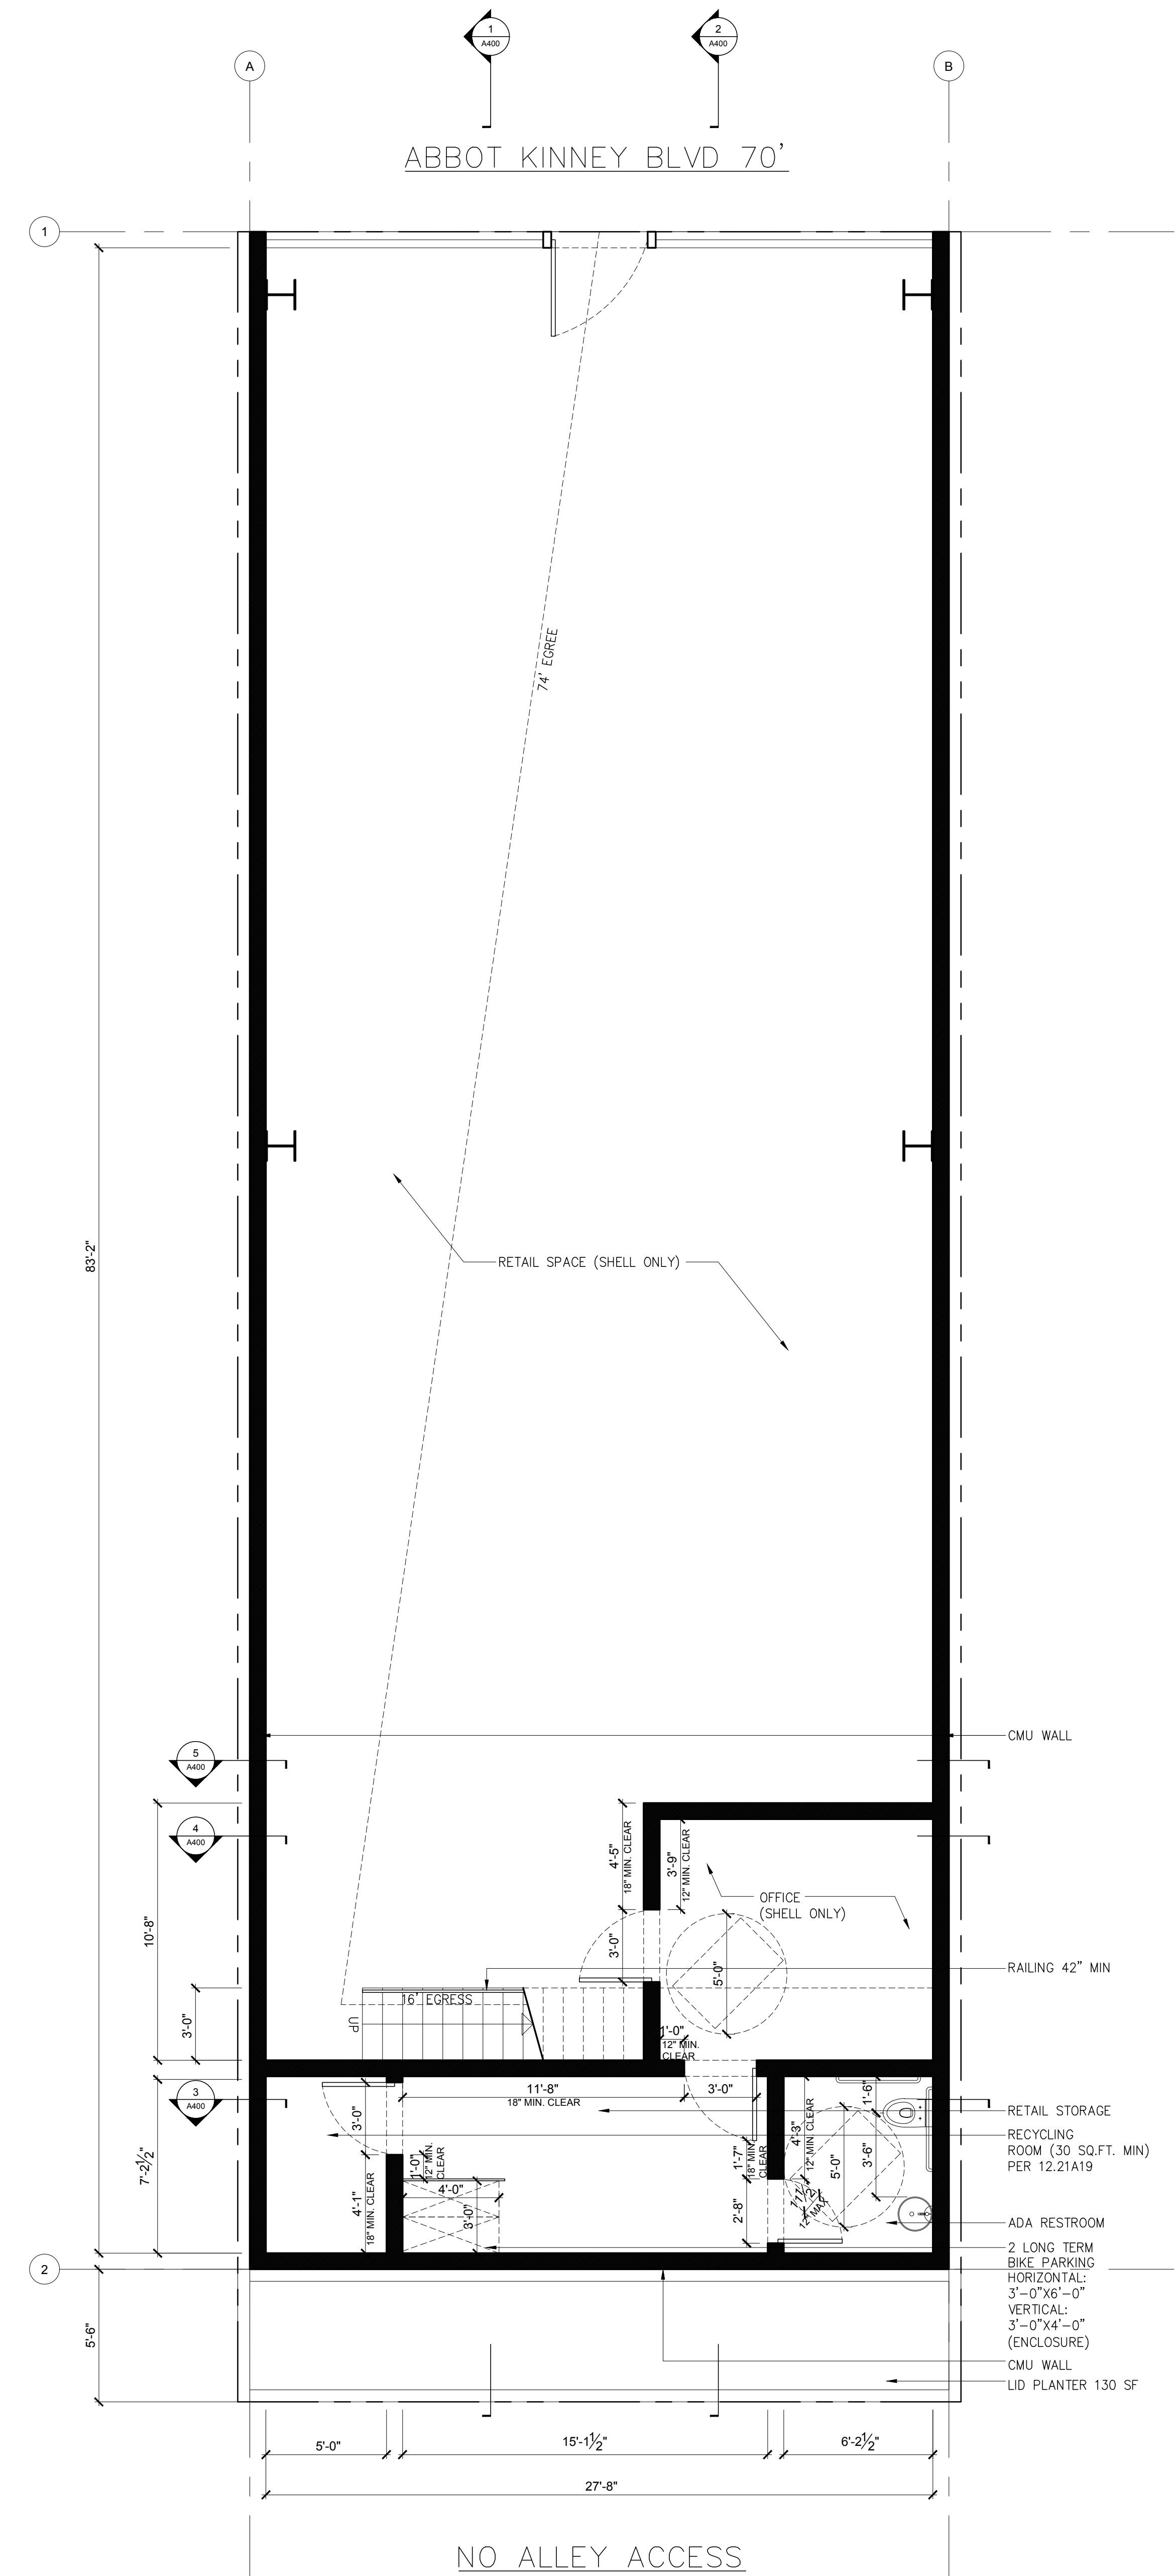 1
A400
2
A400
A
B
ABBOT KINNEY BLVD 70'
1
74' EGREE
83'-2"
RETAIL SPACE (SHELL ONLY)
CMU WALL
5
A400
4
A400
4'-5"
18" MIN. CLEAR
3'-9"
12" MIN. CLEAR
OFFICE
(SHELL ONLY)
10'-8"
3'-0"
5'-0"
RAILING 42" MIN
16' EGRESS
UP
3'-0"
1'-0"
12" MIN.
CLEAR
3
A400
11'-8"
18" MIN. CLEAR
3'-0"
1'-6"
RETAIL STORAGE
3'-0"
RECYCLING
ROOM (30 SQ.FT. MIN)
PER 12.21A19
7'-2½"
1'-0"
12" MIN.
CLEAR
1'-7"
18" MIN.
CLEAR
4'-3"
12" MIN. CLEAR
5'-0"
3'-6"
4'-1"
18" MIN. CLEAR
4'-0"
3'-0"
2'-8"
11½"
12" MAX.
ADA RESTROOM
2 LONG TERM
BIKE PARKING
HORIZONTAL:
3'-0"X6'-0"
VERTICAL:
3'-0"X4'-0"
(ENCLOSURE)
2
5'-6"
CMU WALL
LID PLANTER 130 SF
5'-0"
15'-1½"
6'-2½"
27'-8"
NO ALLEY ACCESS